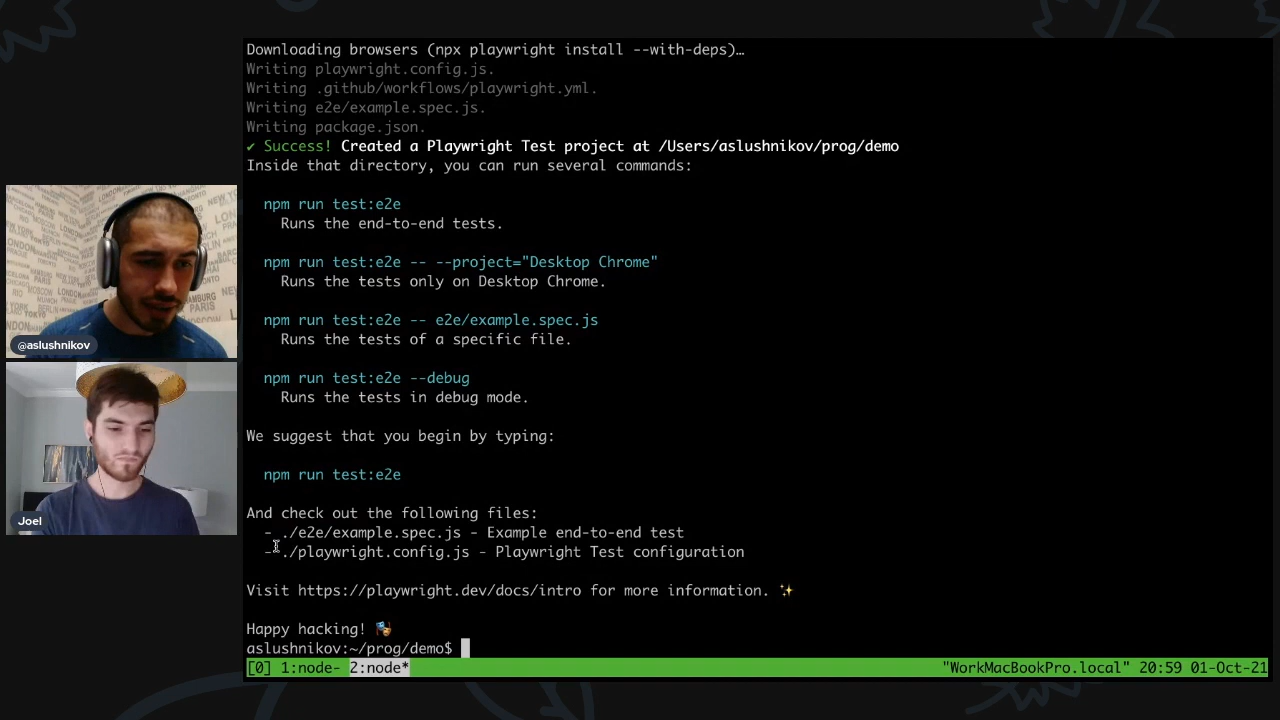 Downloading browsers (npx playwright install --with-deps)…
Writing playwright.config.js.
Writing .github/workflows/playwright.yml.
Writing e2e/example.spec.js.
Writing package.json.
✔ Success! Created a Playwright Test project at /Users/aslushnikov/prog/demo
Inside that directory, you can run several commands:
npm run test:e2e
Runs the end-to-end tests.
npm run test:e2e -- --project="Desktop Chrome"
Runs the tests only on Desktop Chrome.
npm run test:e2e -- e2e/example.spec.js
Runs the tests of a specific file.
npm run test:e2e --debug
Runs the tests in debug mode.
We suggest that you begin by typing:
npm run test:e2e
And check out the following files:
- ./e2e/example.spec.js - Example end-to-end test
- ./playwright.config.js - Playwright Test configuration
Visit https://playwright.dev/docs/intro for more information. ✨
Happy hacking! 🎭
aslushnikov:~/prog/demo$
[0] 1:node- 2:node* "WorkMacBookPro.local" 20:59 01-Oct-21
@aslushnikov
Joel